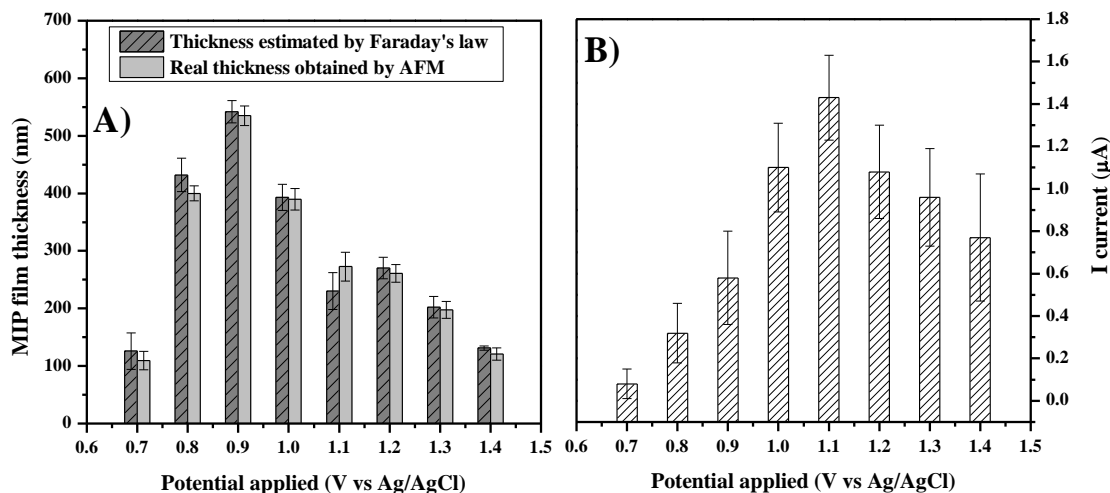 700
600
500
400
300
200
100
0
MIP film thickness (nm)
Thickness estimated by Faraday's law
Real thickness obtained by AFM
A)
0.6 0.7 0.8 0.9 1.0 1.1 1.2 1.3 1.4 1.5
Potential applied (V vs Ag/AgCl)
B)
1.8
1.6
1.4
1.2
1.0
0.8
0.6
0.4
0.2
0.0
I current (µA)
0.6 0.7 0.8 0.9 1.0 1.1 1.2 1.3 1.4 1.5
Potential applied (V vs Ag/AgCl)